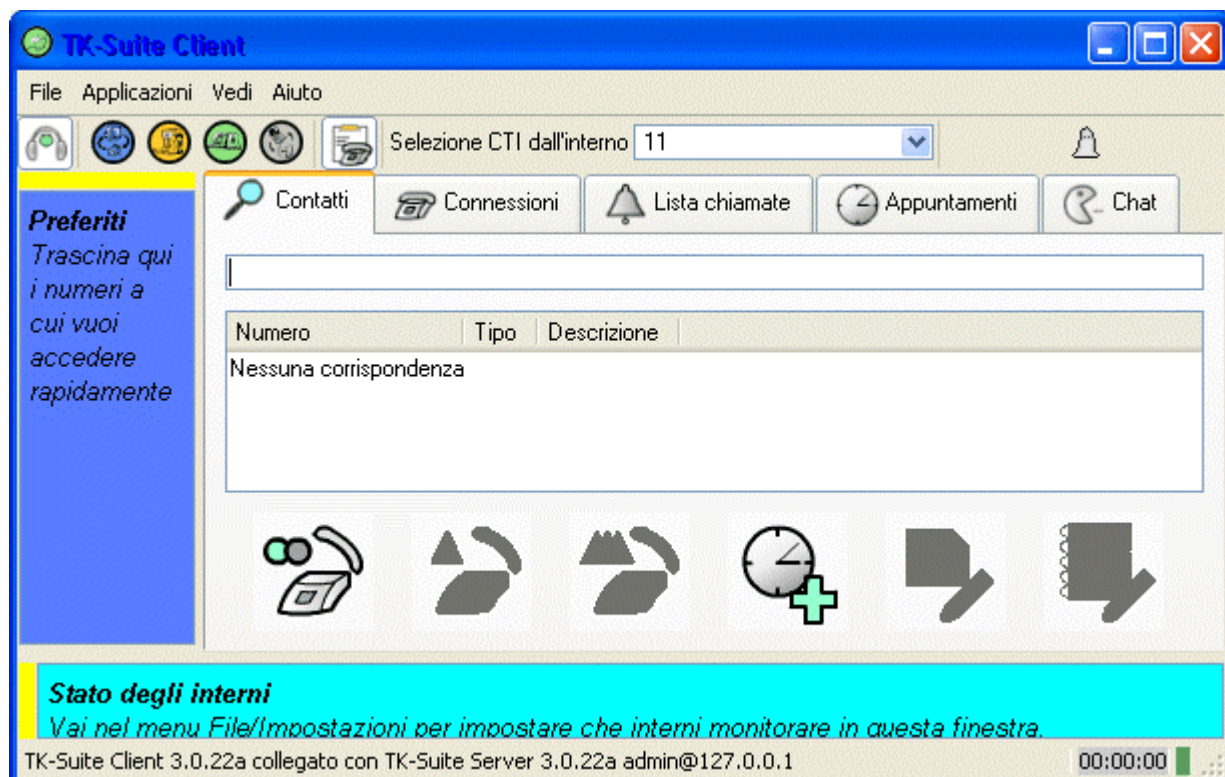 TK-Suite Client
File Applicazioni Vedi Aiuto
Selezione CTI dall'interno 11
Contatti Connessioni Lista chiamate Appuntamenti Chat
Preferiti
Trascina qui
i numeri a
cui vuoi
accedere
rapidamente
Numero Tipo Descrizione
Nessuna corrispondenza
Stato degli interni
Vai nel menu File/Impostazioni per impostare che interni monitorare in questa finestra.
TK-Suite Client 3.0.22a collegato con TK-Suite Server 3.0.22a admin@127.0.0.1 00:00:00